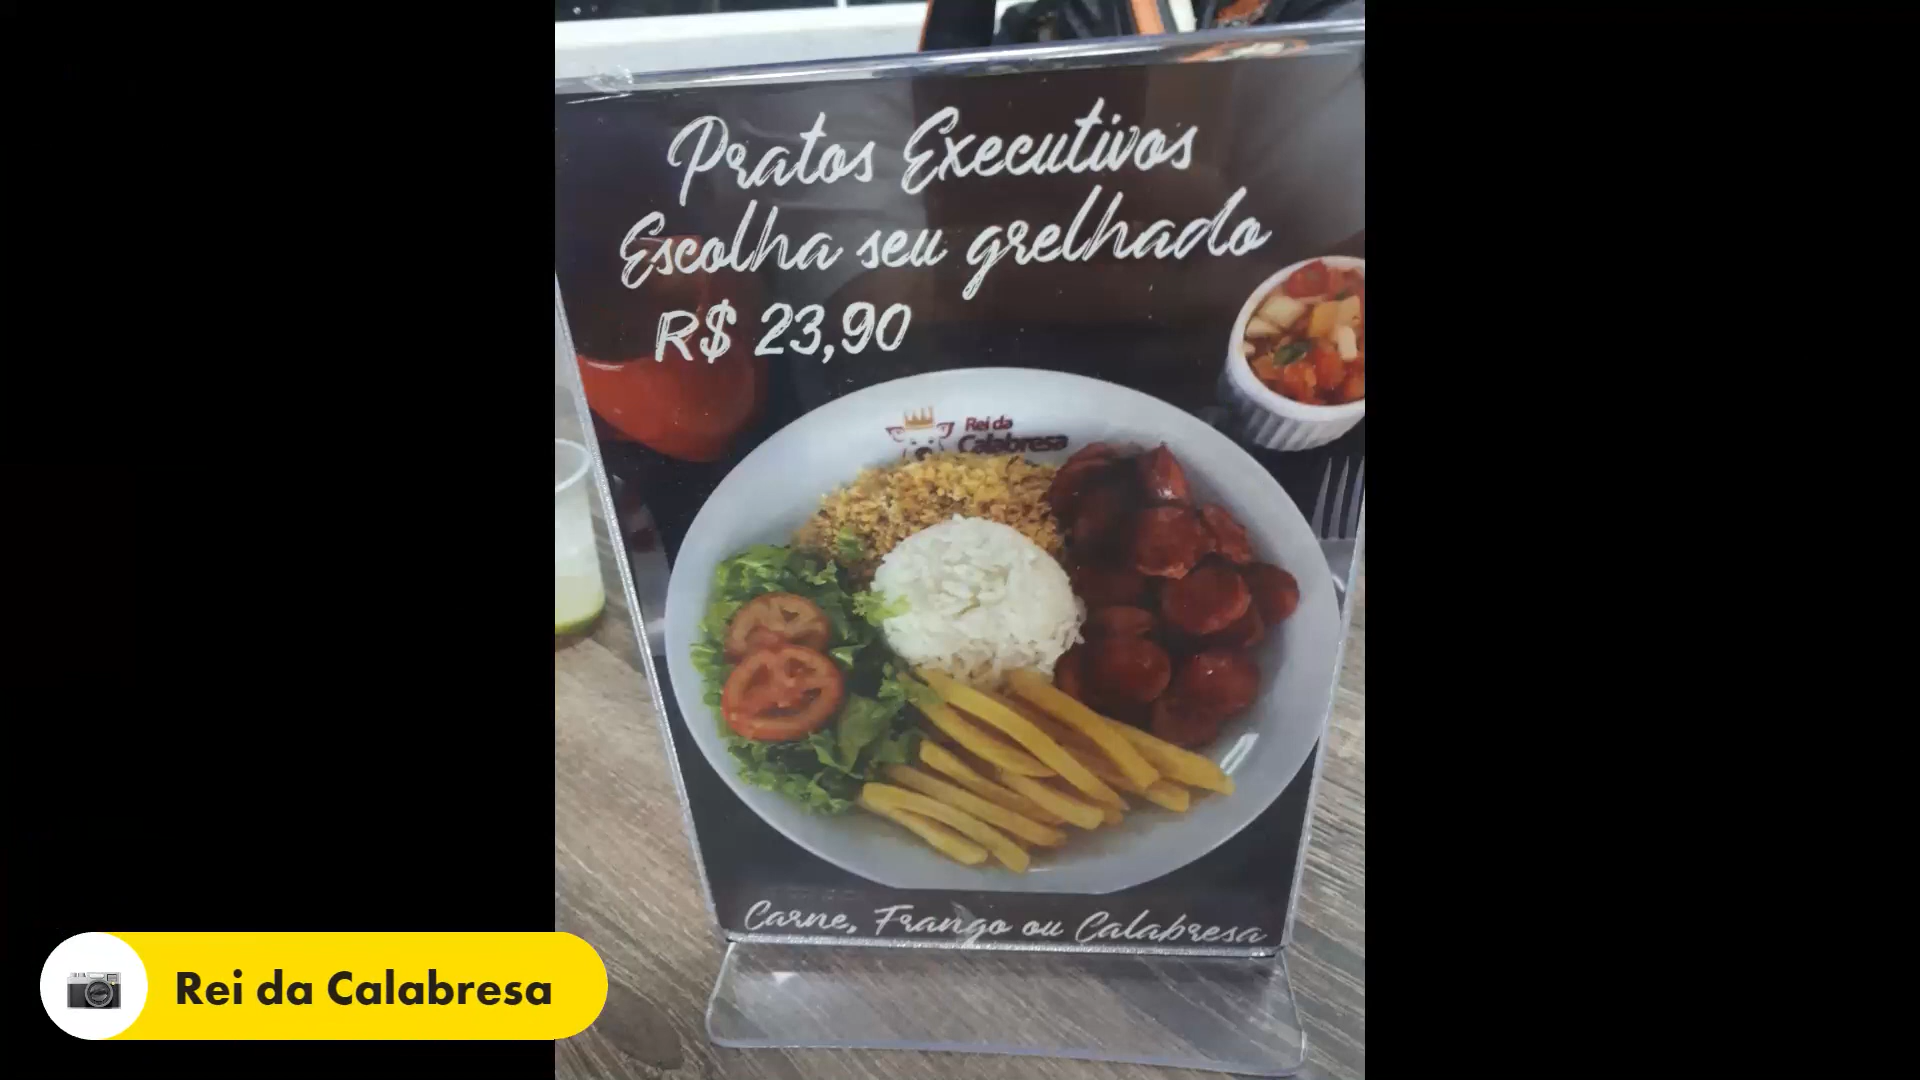 Pratos Executivos
Escolha seu grelhado
R$ 23,90
Rei da
Calabresa
Carne, Frango ou Calabresa
Rei da Calabresa